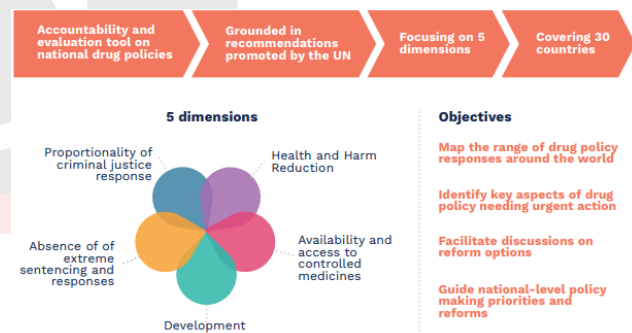 Accountability and
evaluation tool on
national drug policies
Grounded in
recommendations
promoted by the UN
Focusing on 5
dimensions
Covering 30
countries
5 dimensions
Proportionality of
criminal justice
response
Health and Harm
Reduction
Absence of of
extreme
sentencing and
responses
Availability and
access to
controlled
medicines
Development
Objectives
Map the range of drug policy
responses around the world
Identify key aspects of drug
policy needing urgent action
Facilitate discussions on
reform options
Guide national-level policy
making priorities and
reforms